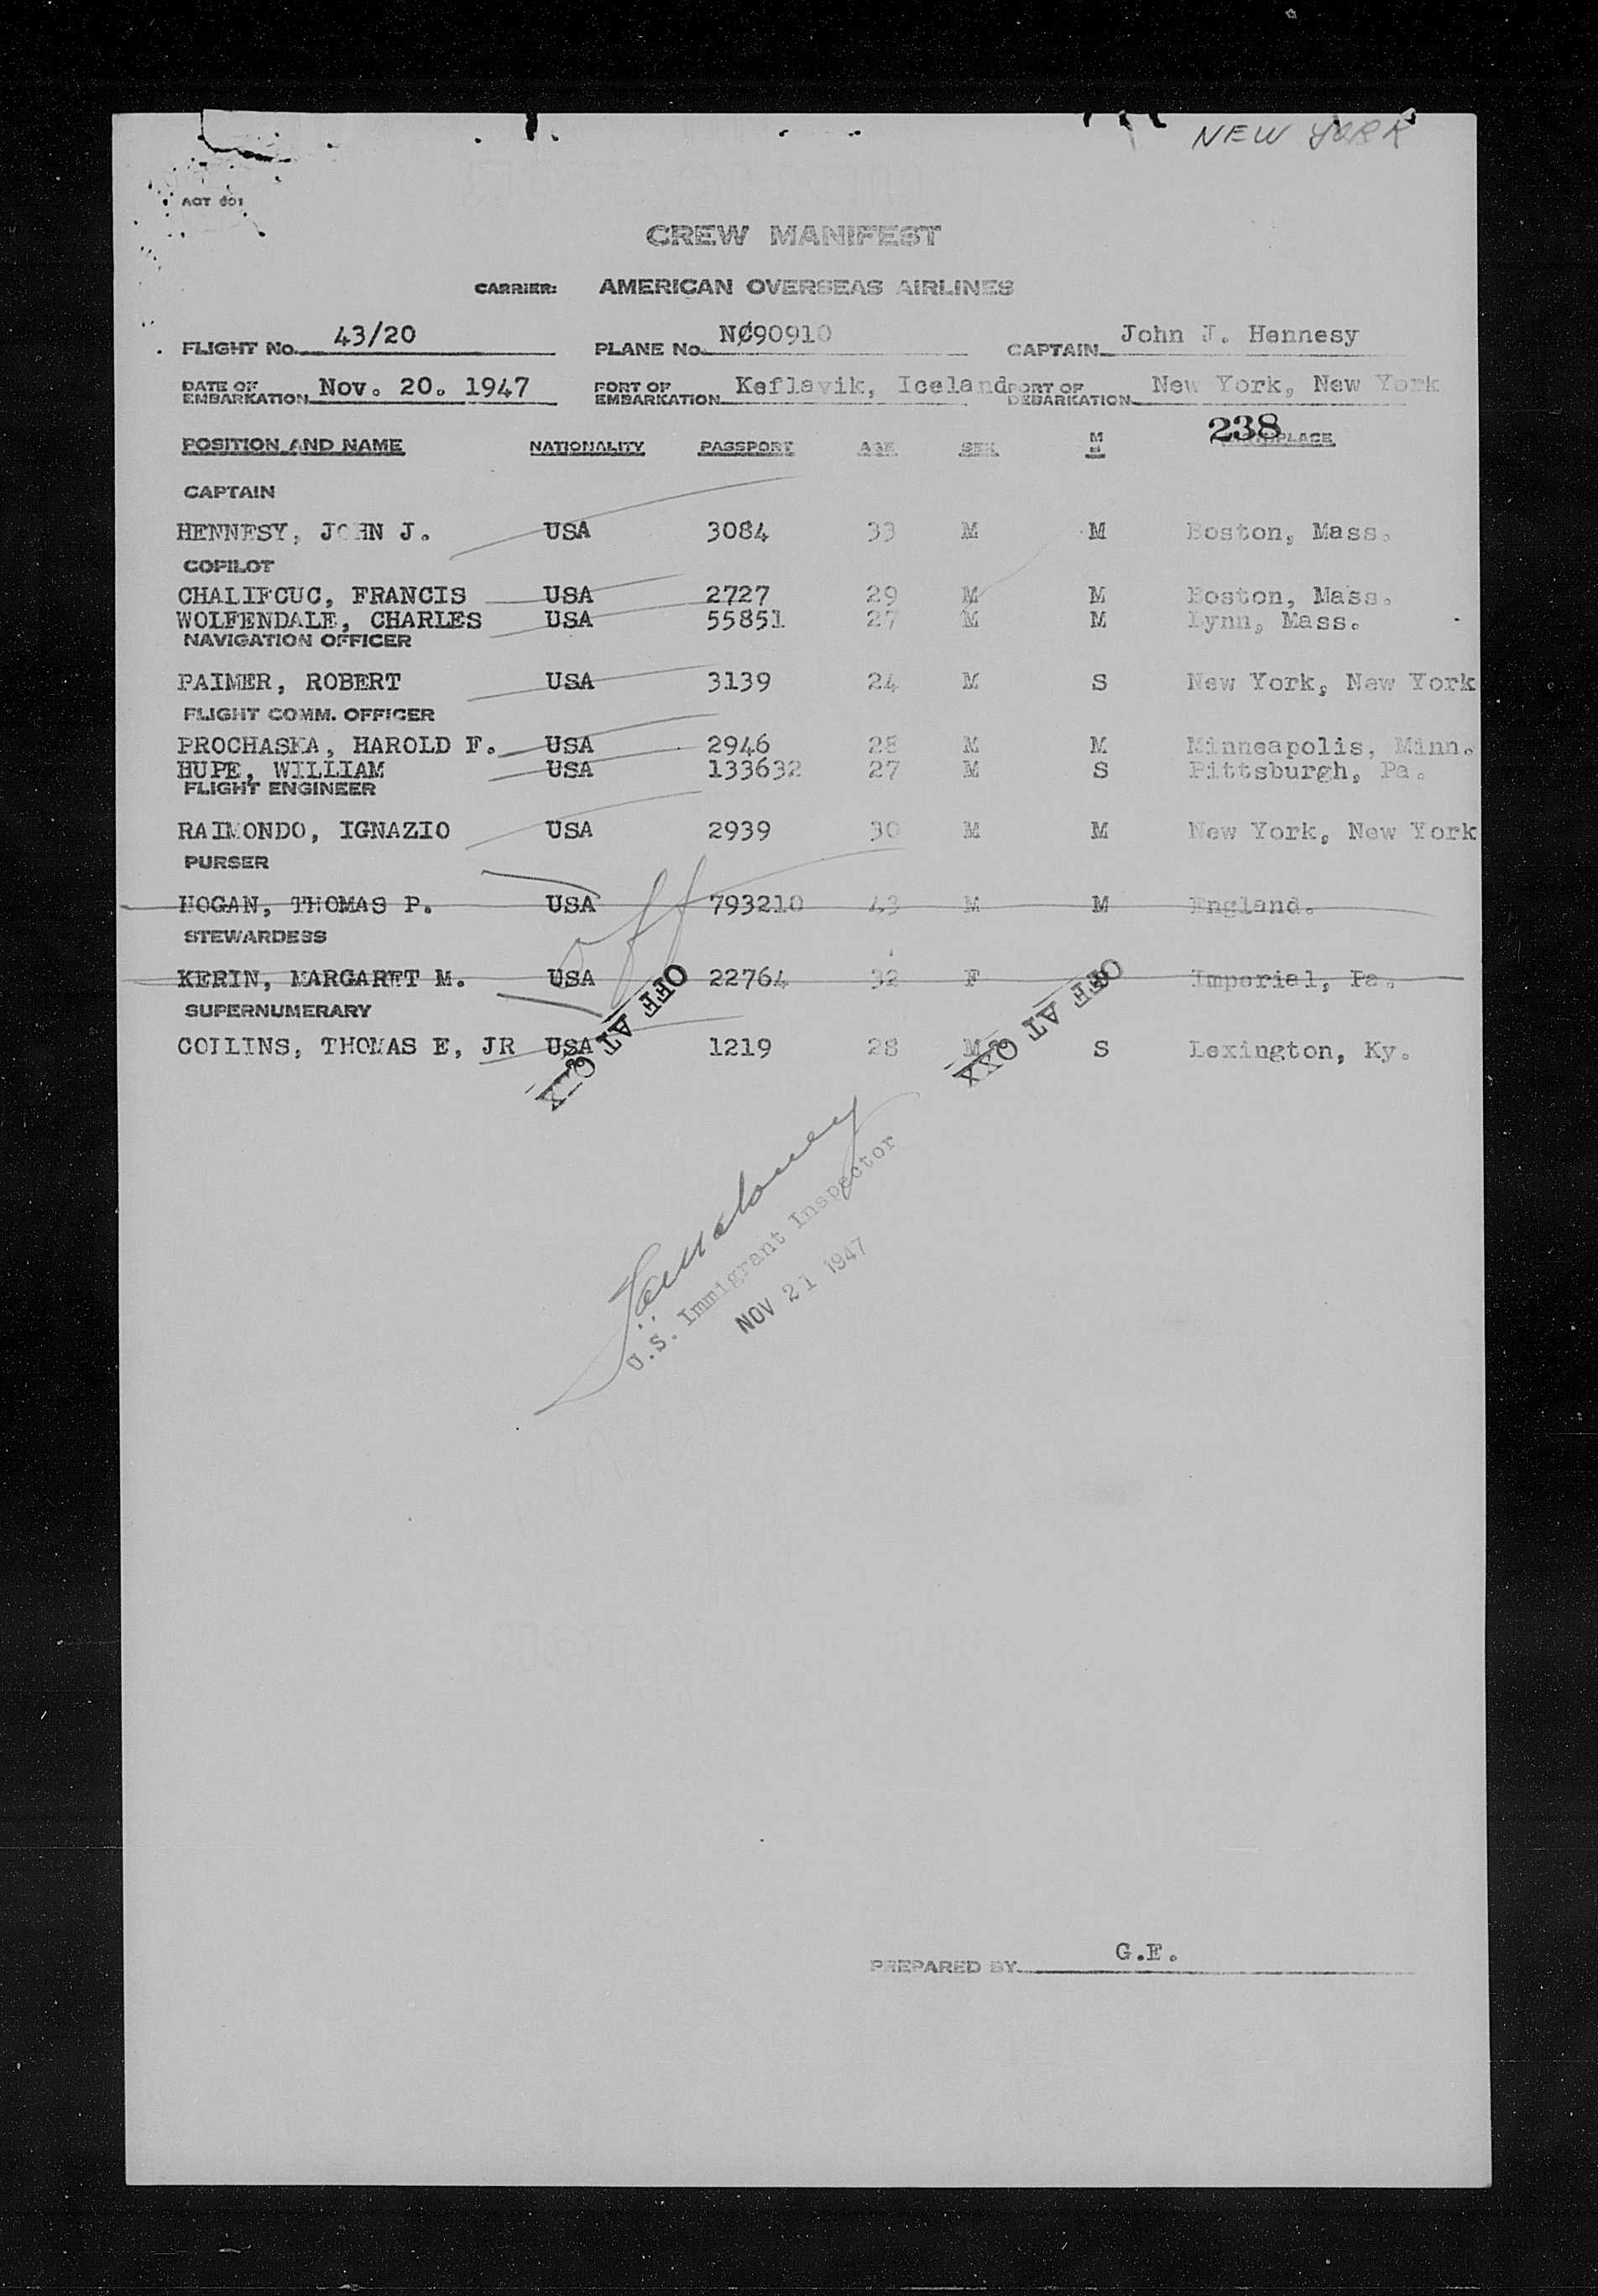 NEW YORK
AOT 601
CREW MANIFEST
CARRIER: AMERICAN OVERSEAS AIRLINES
FLIGHT No. 43/20 PLANE No. NC90910 CAPTAIN John J. Hennesy
DATE OF EMBARKATION Nov. 20. 1947 PORT OF EMBARKATION Keflavik, Iceland PORT OF DEBARKATION New York, New York
238
POSITION AND NAME NATIONALITY PASSPORT AGE SEX M S BIRTHPLACE
CAPTAIN
HENNESY, JOHN J. USA 3084 33 M M Boston, Mass.
COPILOT
CHALIFOUC, FRANCIS USA 2727 29 M M Boston, Mass.
WOLFENDALE, CHARLES USA 55851 27 M M Lynn, Mass.
NAVIGATION OFFICER
PALMER, ROBERT USA 3139 24 M S New York, New York
FLIGHT COMM. OFFICER
PROCHASKA, HAROLD F. USA 2946 28 M M Minneapolis, Minn.
HUPE, WILLIAM USA 133632 27 M S Pittsburgh, Pa.
FLIGHT ENGINEER
RAIMONDO, IGNAZIO USA 2939 30 M M New York, New York
PURSER
HOGAN, THOMAS P. USA 793210 43 M M England.
off
STEWARDESS
KERIN, MARGARET M. USA 22764 32 F Imperial, Pa.
OFF AT
OFF AT
SUPERNUMERARY
COLLINS, THOMAS E, JR USA 1219 28 M S Lexington, Ky.
U.S. Immigrant Inspector
NOV 21 1947
PREPARED BY G.E.